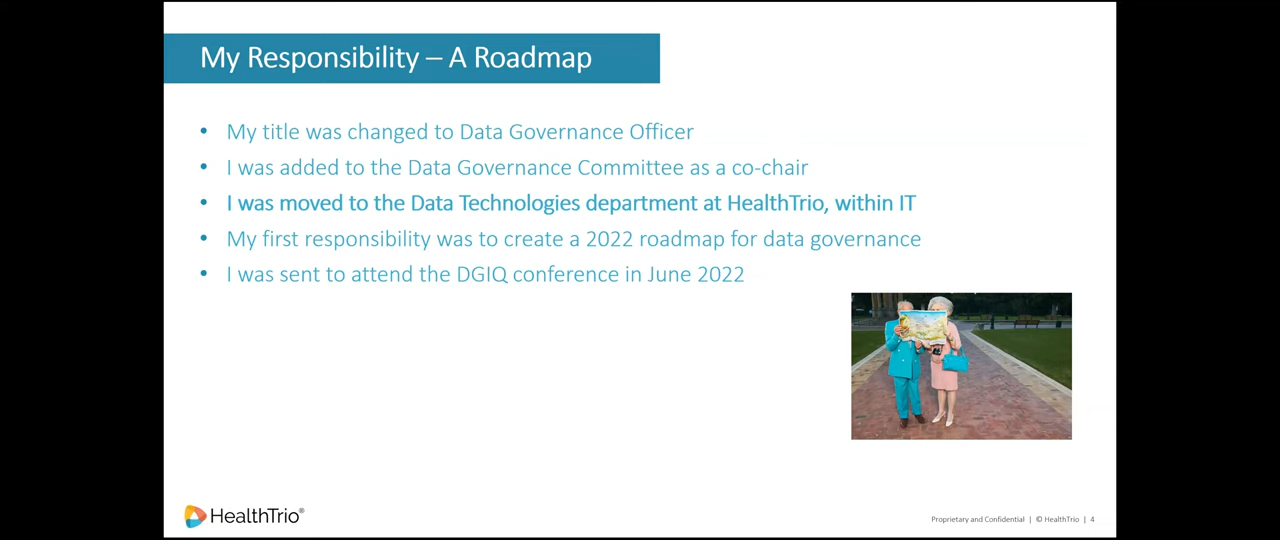 My Responsibility – A Roadmap
• My title was changed to Data Governance Officer
• I was added to the Data Governance Committee as a co-chair
• I was moved to the Data Technologies department at HealthTrio, within IT
• My first responsibility was to create a 2022 roadmap for data governance
• I was sent to attend the DGIQ conference in June 2022
HealthTrio®
Proprietary and Confidential | © HealthTrio | 4